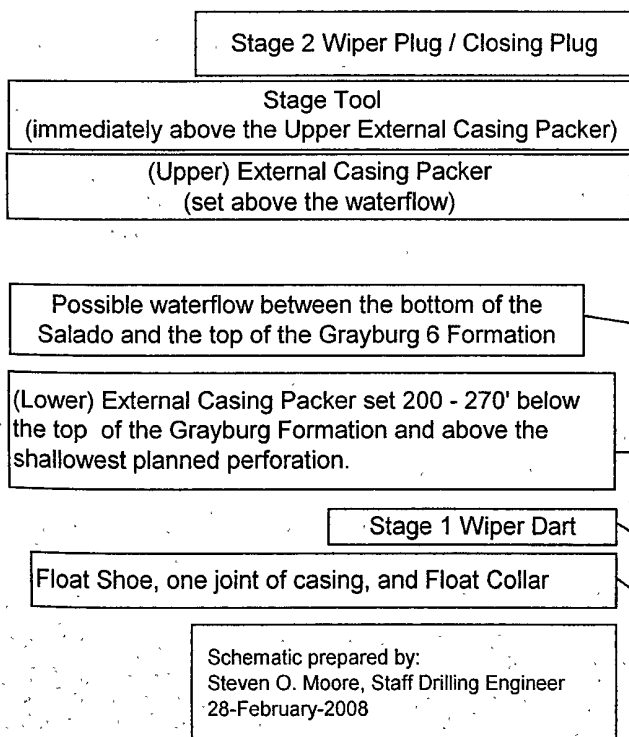 Stage 2 Wiper Plug / Closing Plug
Stage Tool
(immediately above the Upper External Casing Packer)
(Upper) External Casing Packer
(set above the waterflow)
Possible waterflow between the bottom of the
Salado and the top of the Grayburg 6 Formation
(Lower) External Casing Packer set 200 - 270' below
the top of the Grayburg Formation and above the
shallowest planned perforation.
Stage 1 Wiper Dart
Float Shoe, one joint of casing, and Float Collar
Schematic prepared by:
Steven O. Moore, Staff Drilling Engineer
28-February-2008